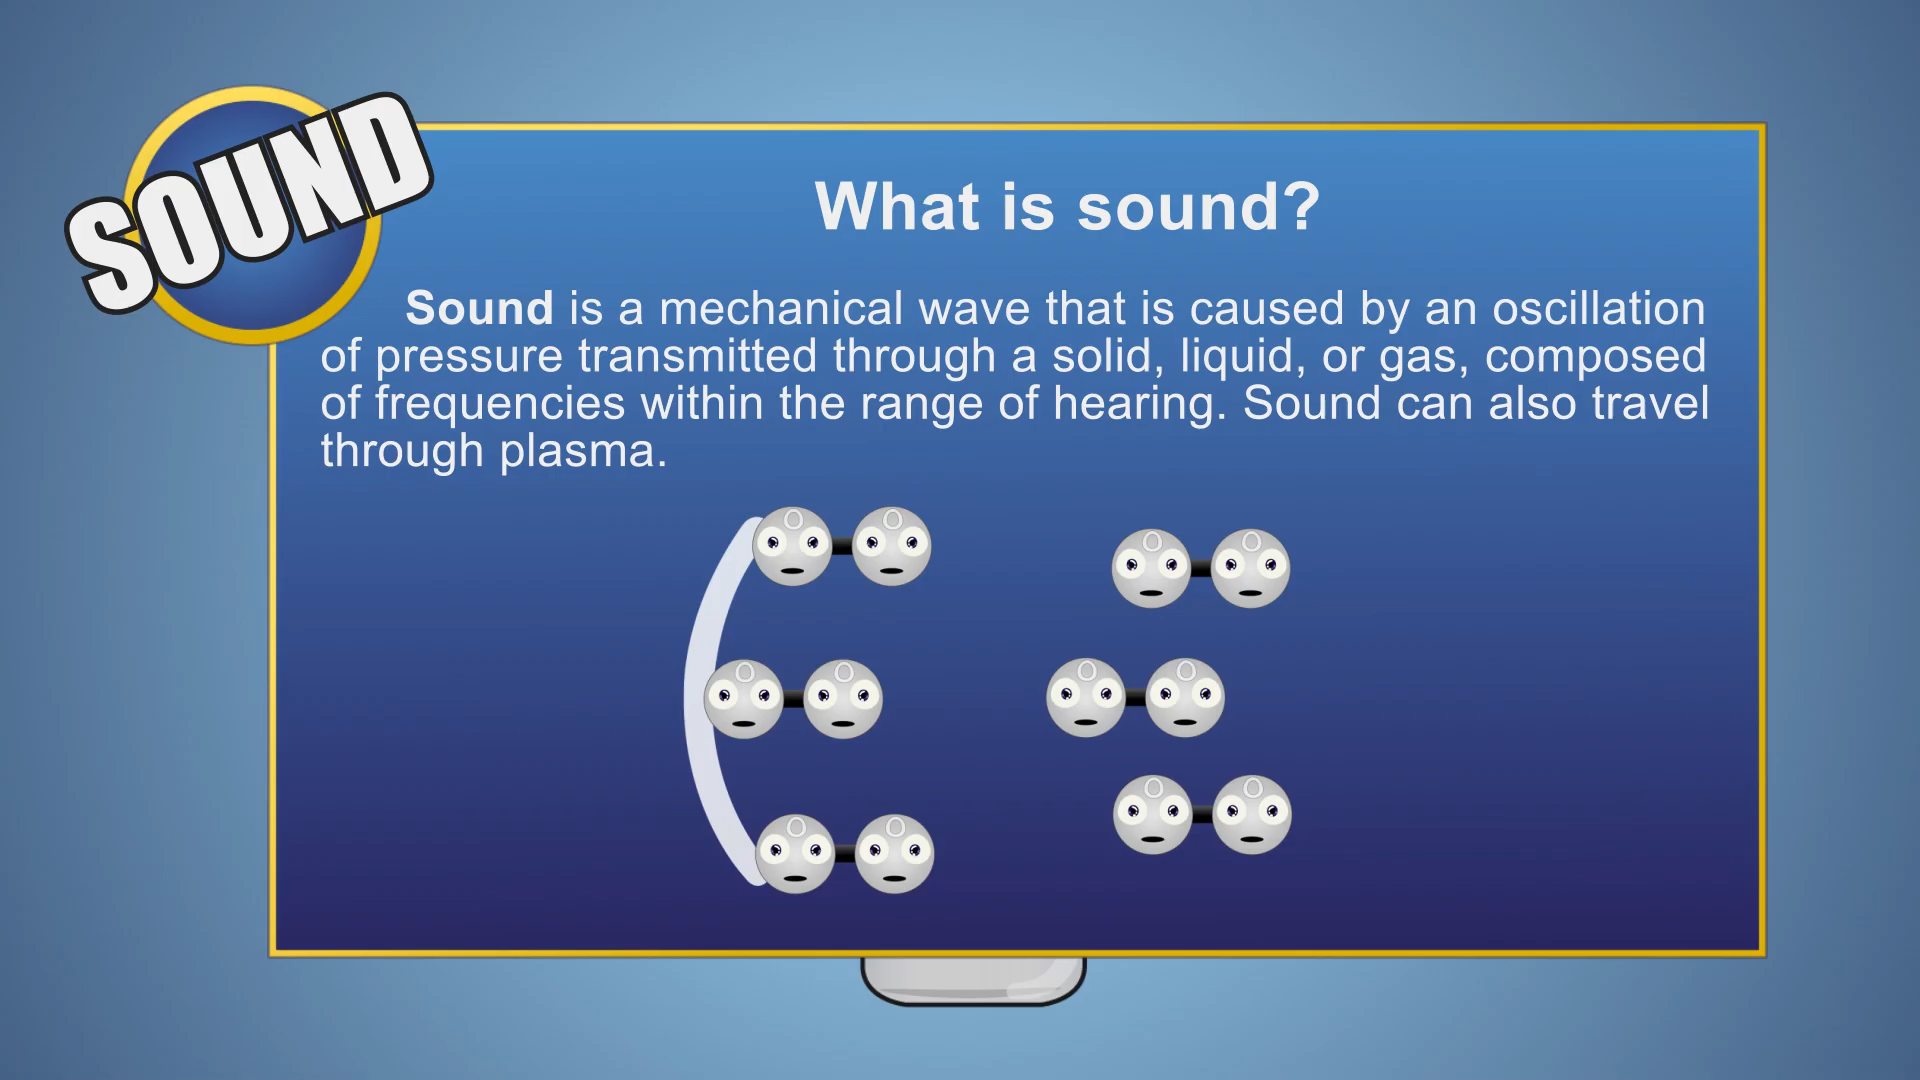 SOUND
What is sound?
Sound is a mechanical wave that is caused by an oscillation
of pressure transmitted through a solid, liquid, or gas, composed
of frequencies within the range of hearing. Sound can also travel
through plasma.
O O
O O
O O
O O
O O
O O